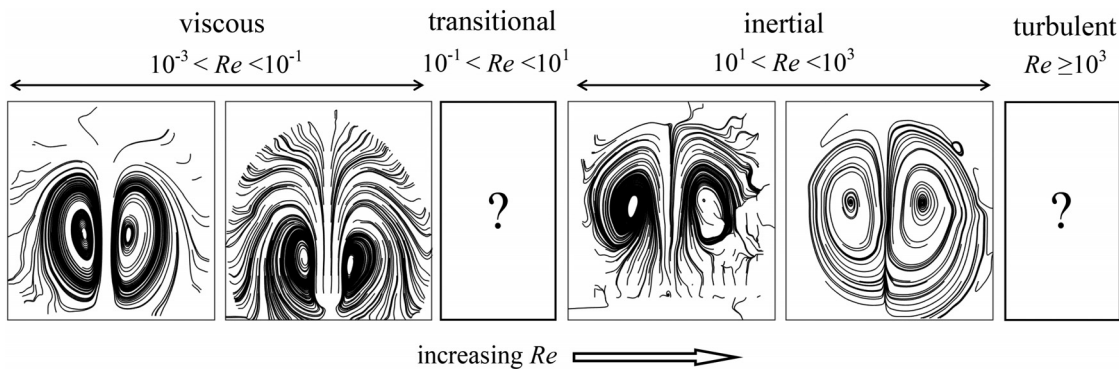 viscous
10⁻³ < Re <10⁻¹
transitional
10⁻¹ < Re <10¹
inertial
10¹ < Re <10³
turbulent
Re ≥10³
?
?
increasing Re